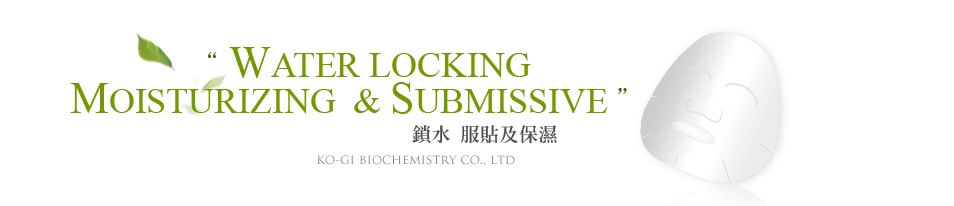 “ WATER LOCKING
MOISTURIZING & SUBMISSIVE ”
鎖水 服貼及保濕
KO-GI BIOCHEMISTRY CO., LTD